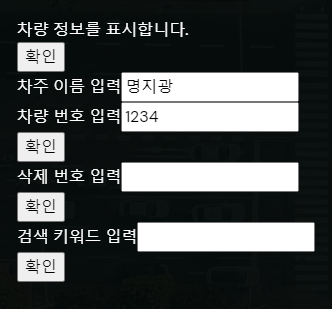 차량 정보를 표시합니다.
확인
차주 이름 입력 명지광
차량 번호 입력 1234
확인
삭제 번호 입력
확인
검색 키워드 입력
확인